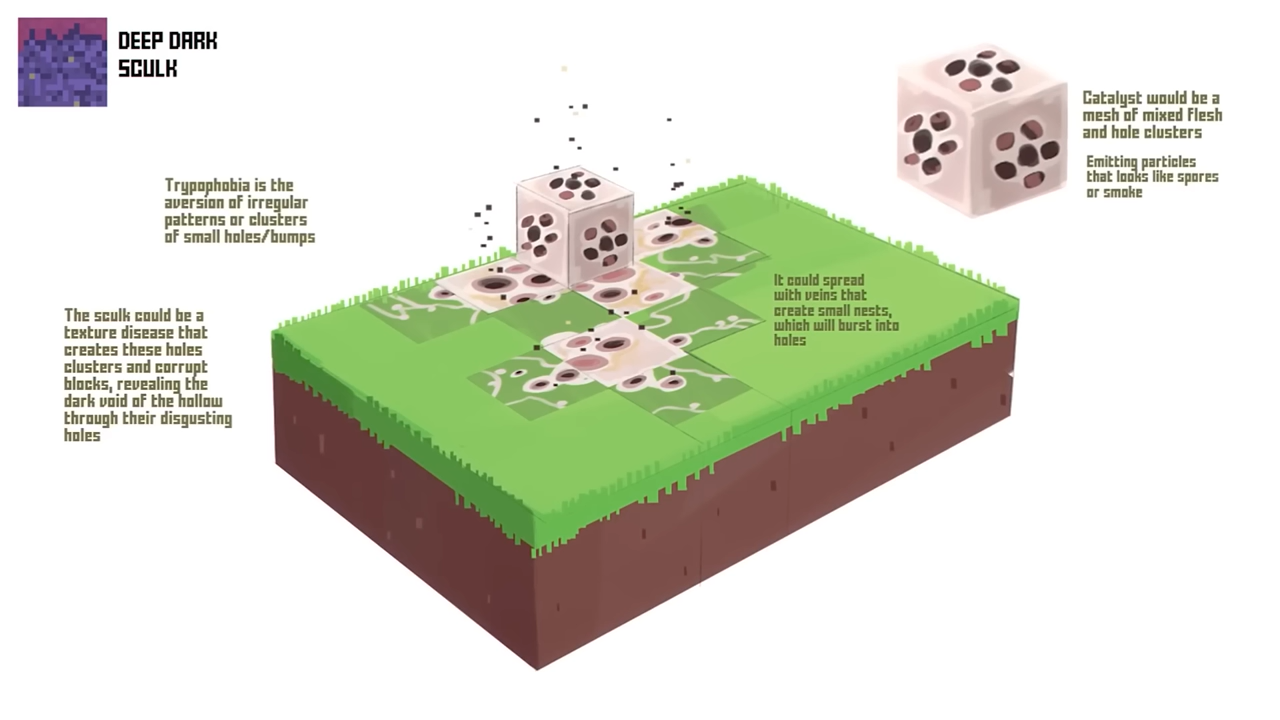 DEEP DARK
SCULK
Catalyst would be a
mesh of mixed flesh
and hole clusters
Emitting particles
that looks like spores
or smoke
Trypophobia is the
aversion of irregular
patterns or clusters
of small holes/bumps
It could spread
with veins that
create small nests,
which will burst into
holes
The sculk could be a
texture disease that
creates these holes
clusters and corrupt
blocks, revealing the
dark void of the hollow
through their disgusting
holes